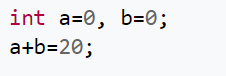 int a=0, b=0;
a+b=20;